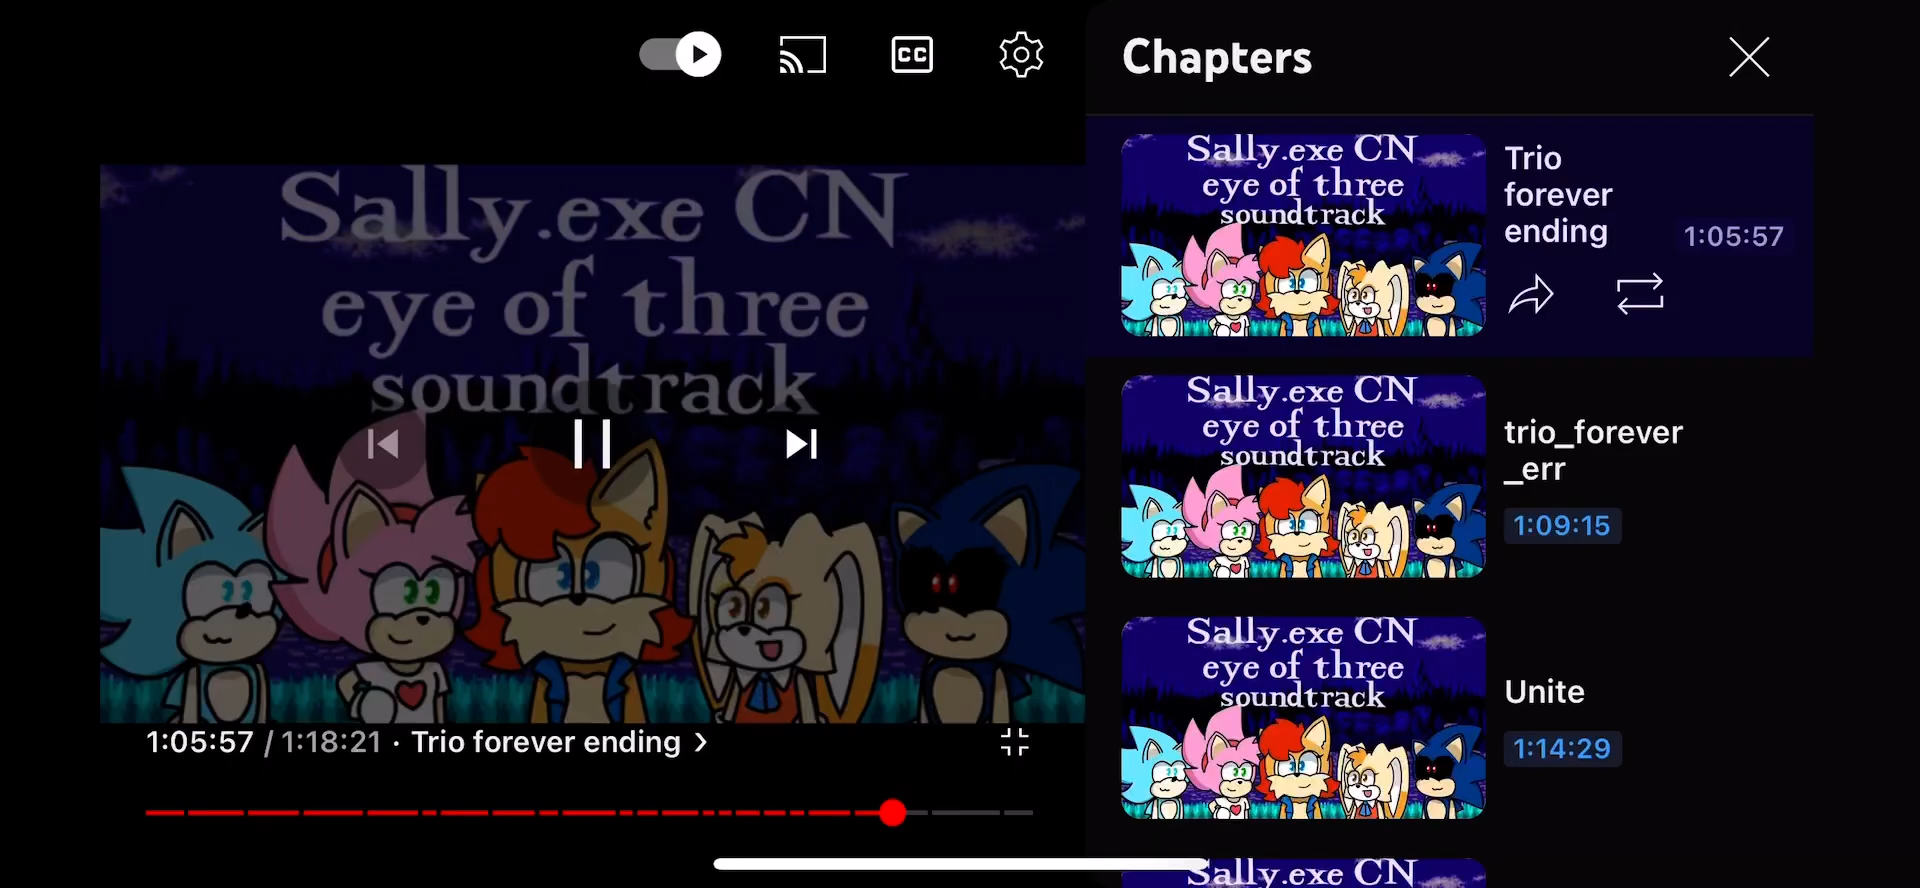 CC
Chapters
Sally.exe CN
eye of three
soundtrack
1:05:57 / 1:18:21 · Trio forever ending
Sally.exe CN
eye of three
soundtrack
Trio
forever
ending
1:05:57
Sally.exe CN
eye of three
soundtrack
trio_forever
_err
1:09:15
Sally.exe CN
eye of three
soundtrack
Unite
1:14:29
Sally.exe CN